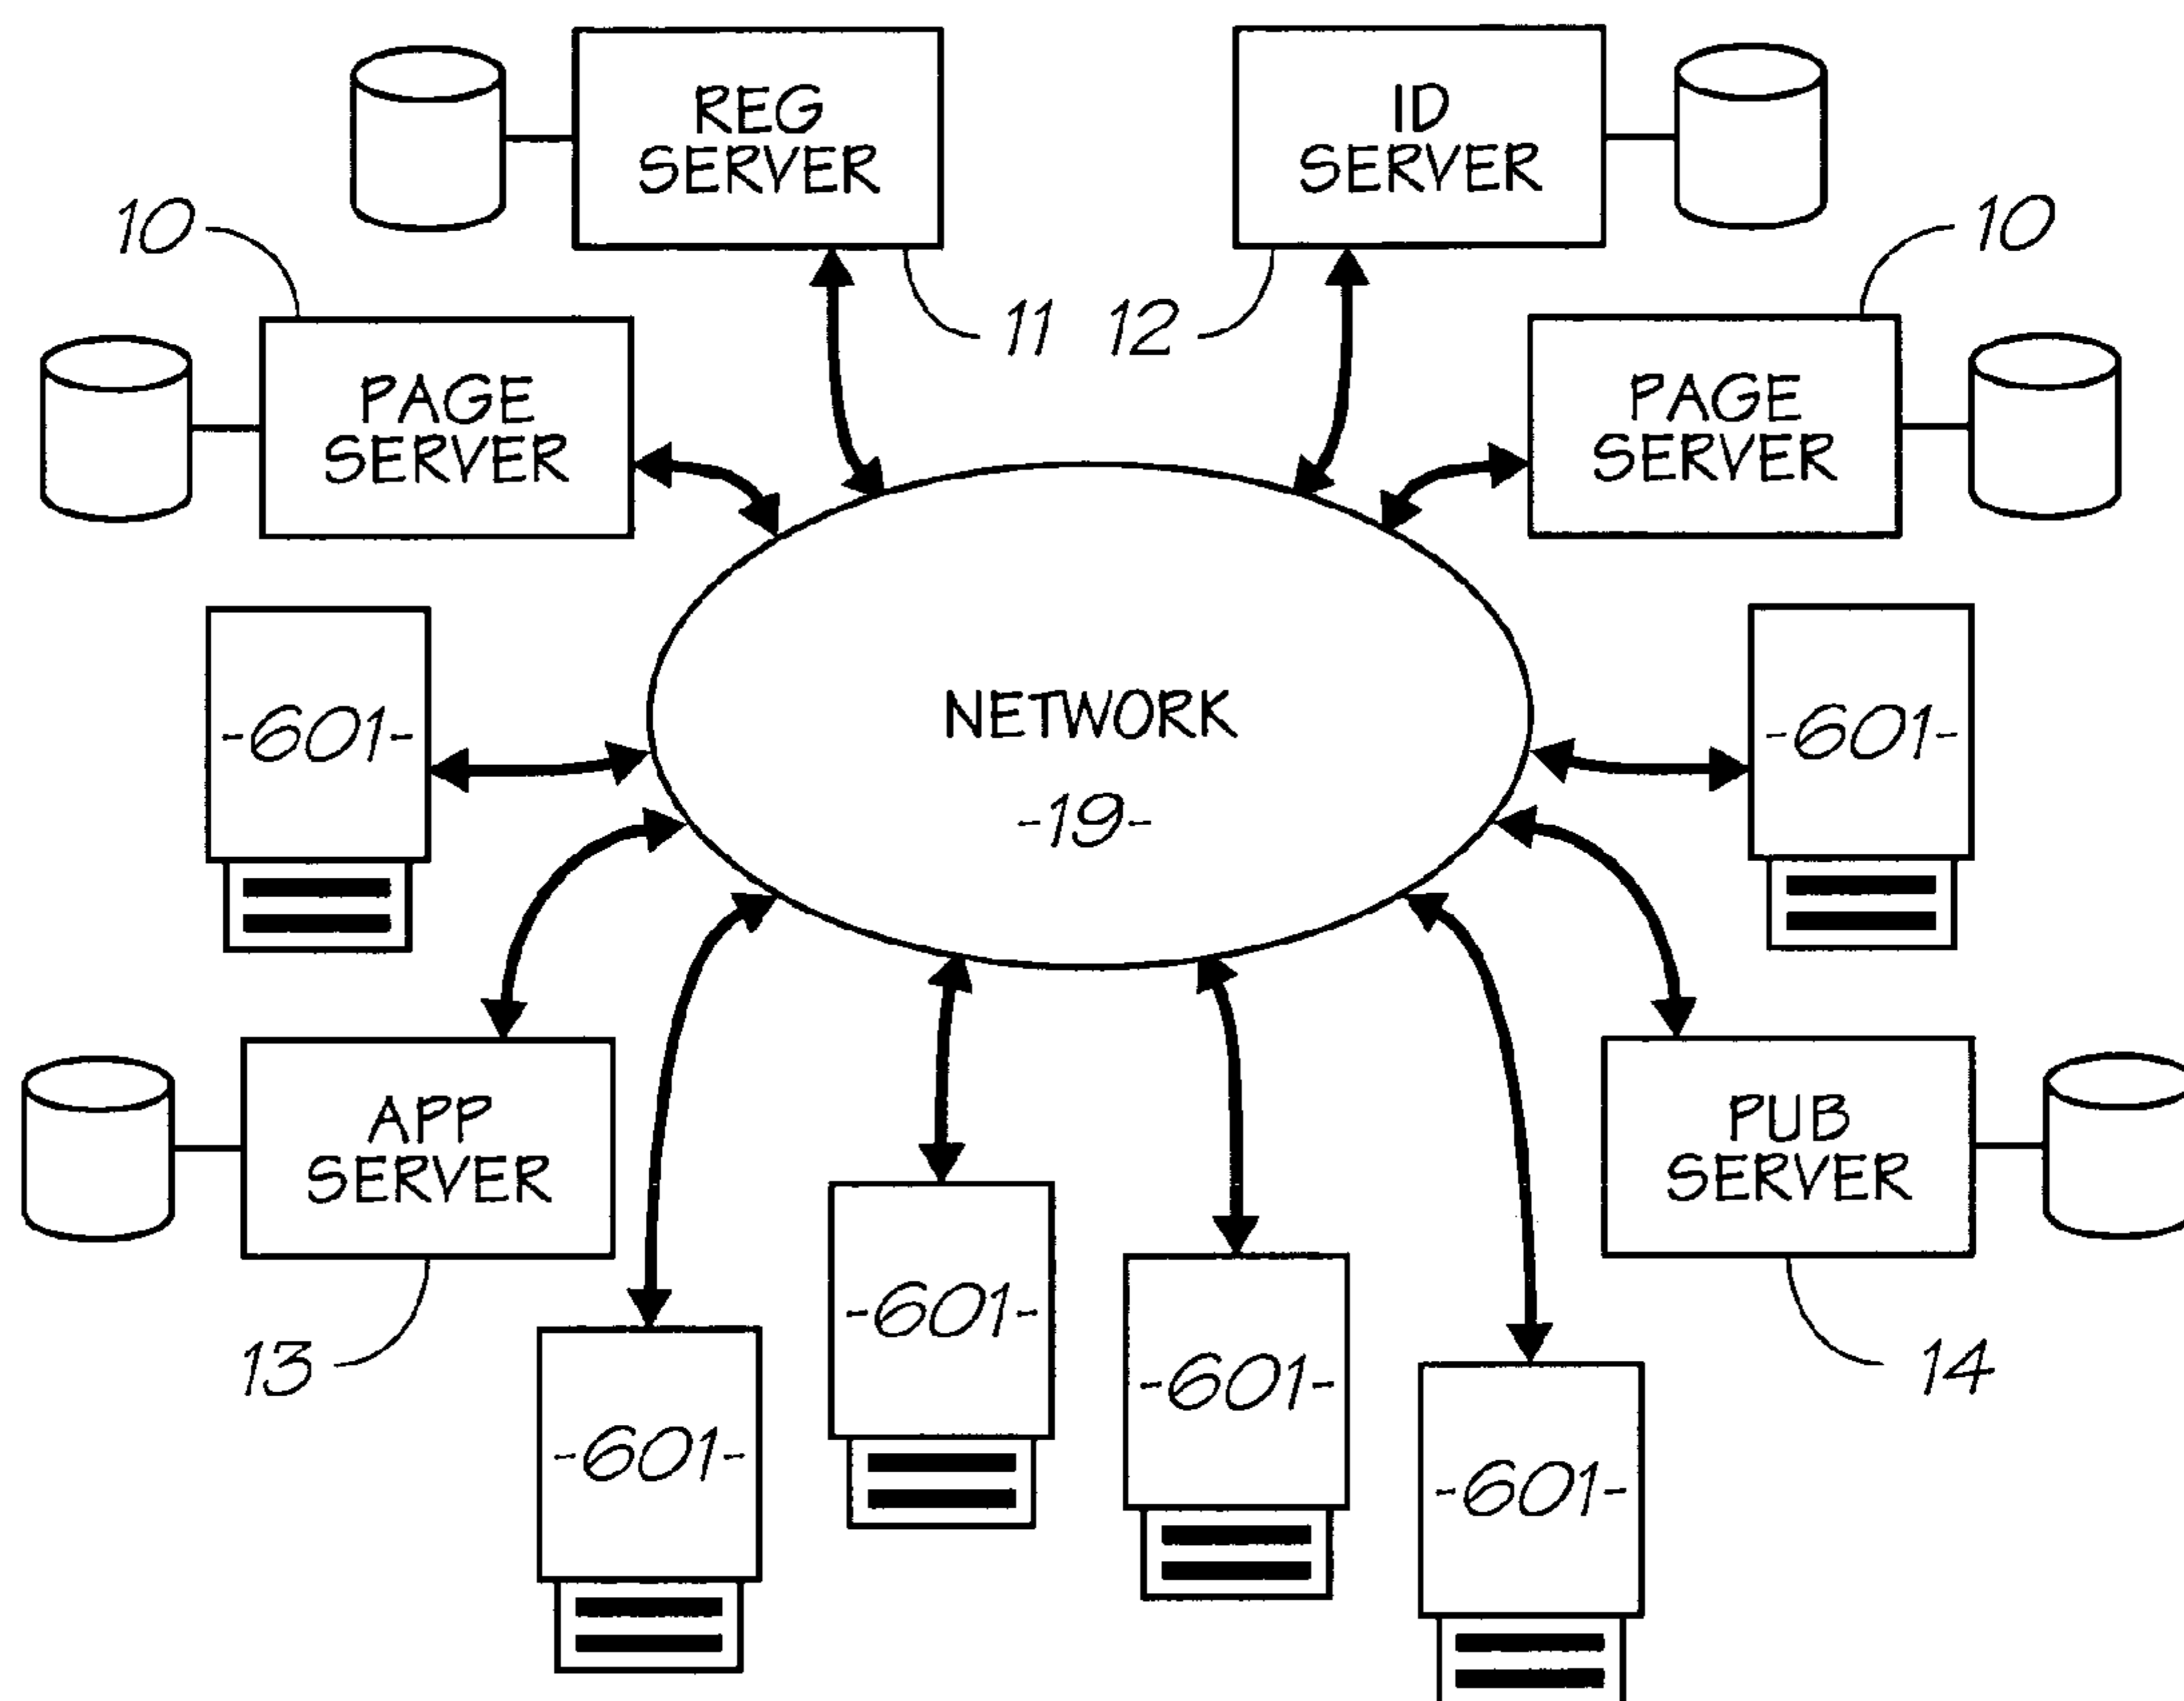 REG
SERVER
ID
SERVER
10
10
11
12
PAGE
SERVER
PAGE
SERVER
-601-
NETWORK
-19-
-601-
APP
SERVER
PUB
SERVER
-601-
-601-
13
14
-601-
-601-